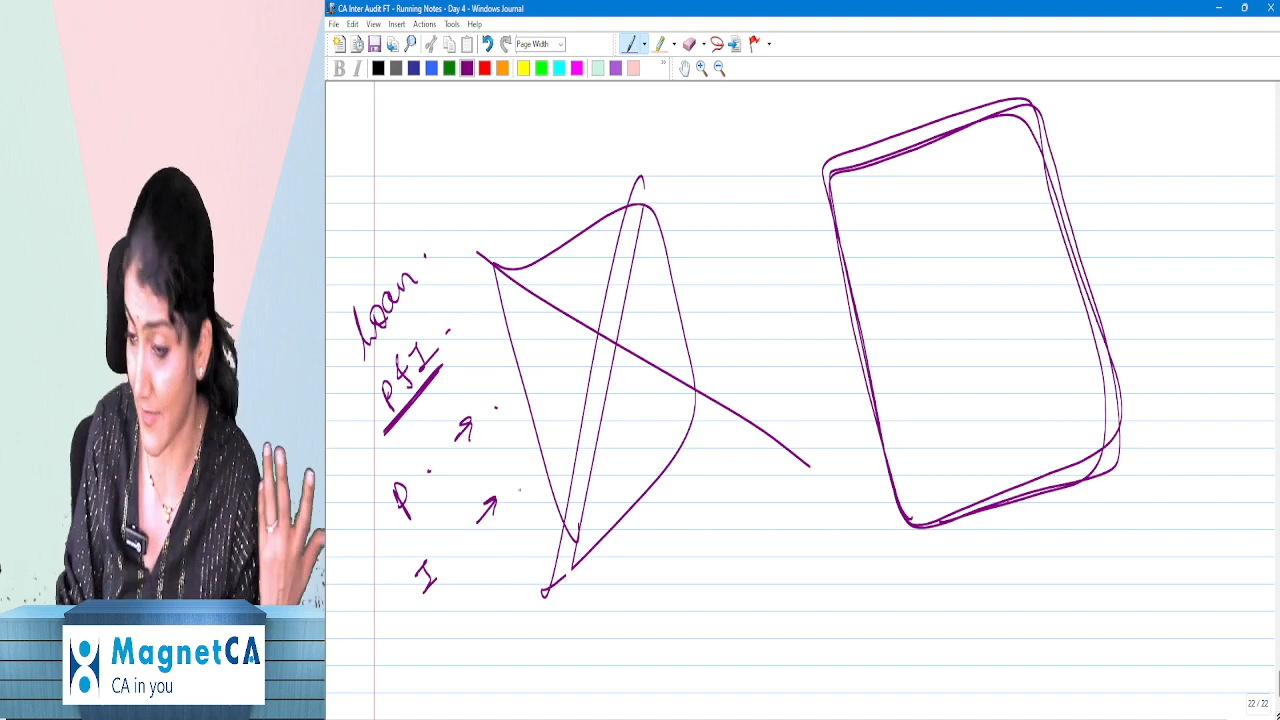 CA Inter Audit FT - Running Notes - Day 4 - Windows Journal
File Edit View Insert Actions Tools Help
Page Width
B I
Loan
P & I
P
I
MagnetCA
CA in you
22 / 22